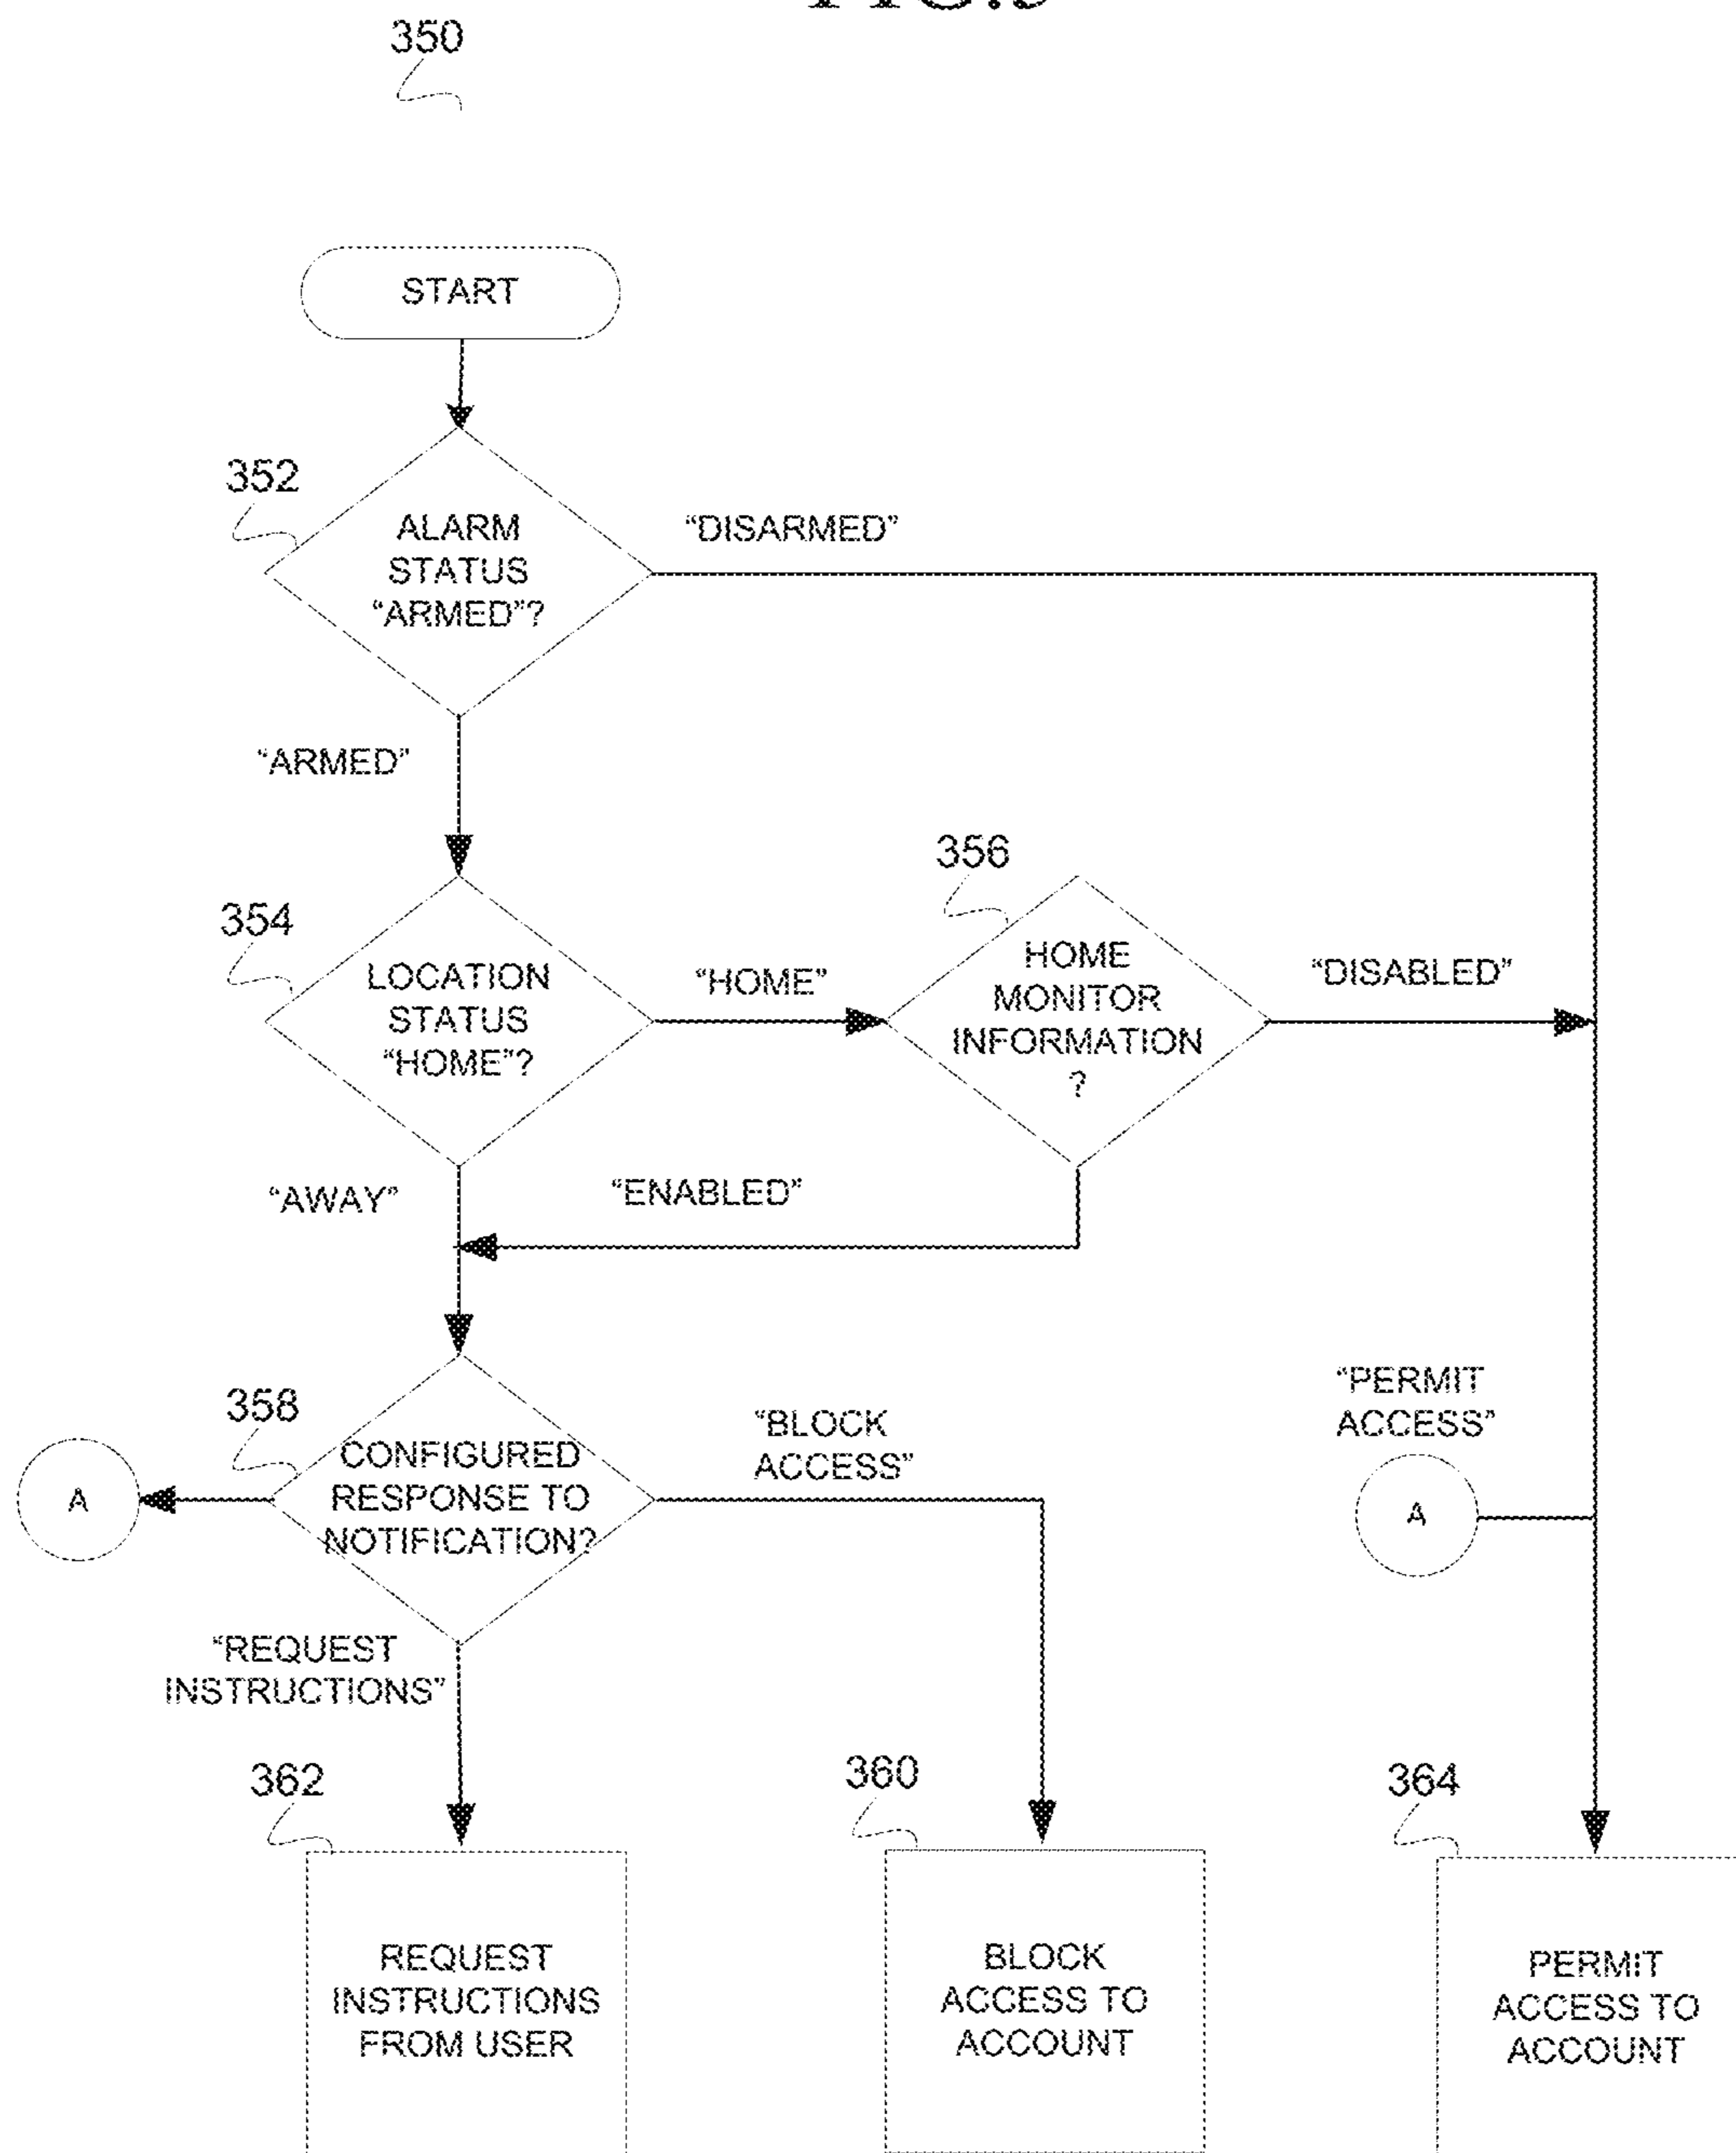 350
START
352
ALARM
STATUS
“ARMED”?
“DISARMED”
“ARMED”
354
LOCATION
STATUS
“HOME”?
“HOME”
356
HOME
MONITOR
INFORMATION
?
“DISABLED”
“AWAY”
“ENABLED”
358
CONFIGURED
RESPONSE TO
NOTIFICATION?
A
“BLOCK
ACCESS”
“PERMIT
ACCESS”
A
“REQUEST
INSTRUCTIONS”
362
REQUEST
INSTRUCTIONS
FROM USER
360
BLOCK
ACCESS TO
ACCOUNT
364
PERMIT
ACCESS TO
ACCOUNT